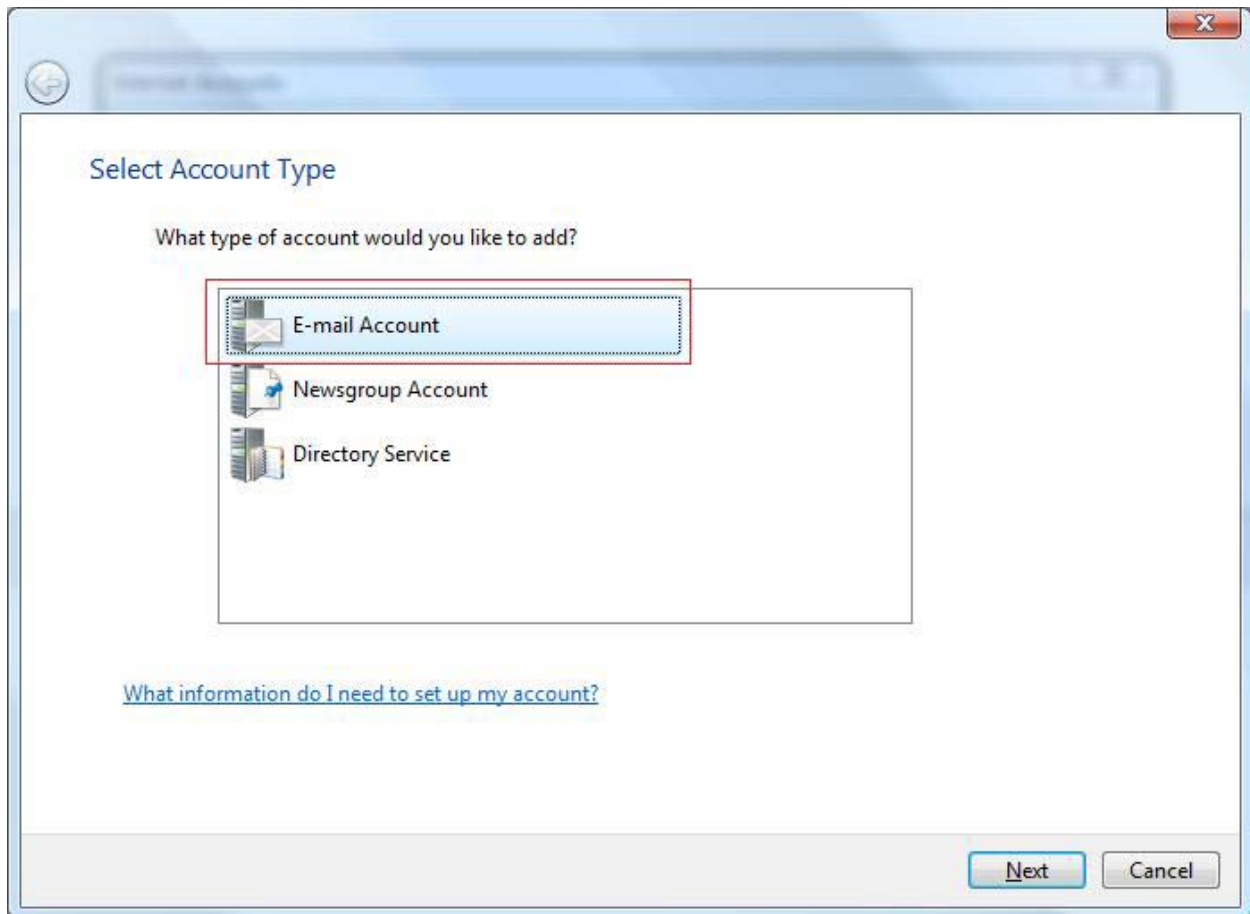 Select Account Type
What type of account would you like to add?
E-mail Account
Newsgroup Account
Directory Service
What information do I need to set up my account?
Next
Cancel